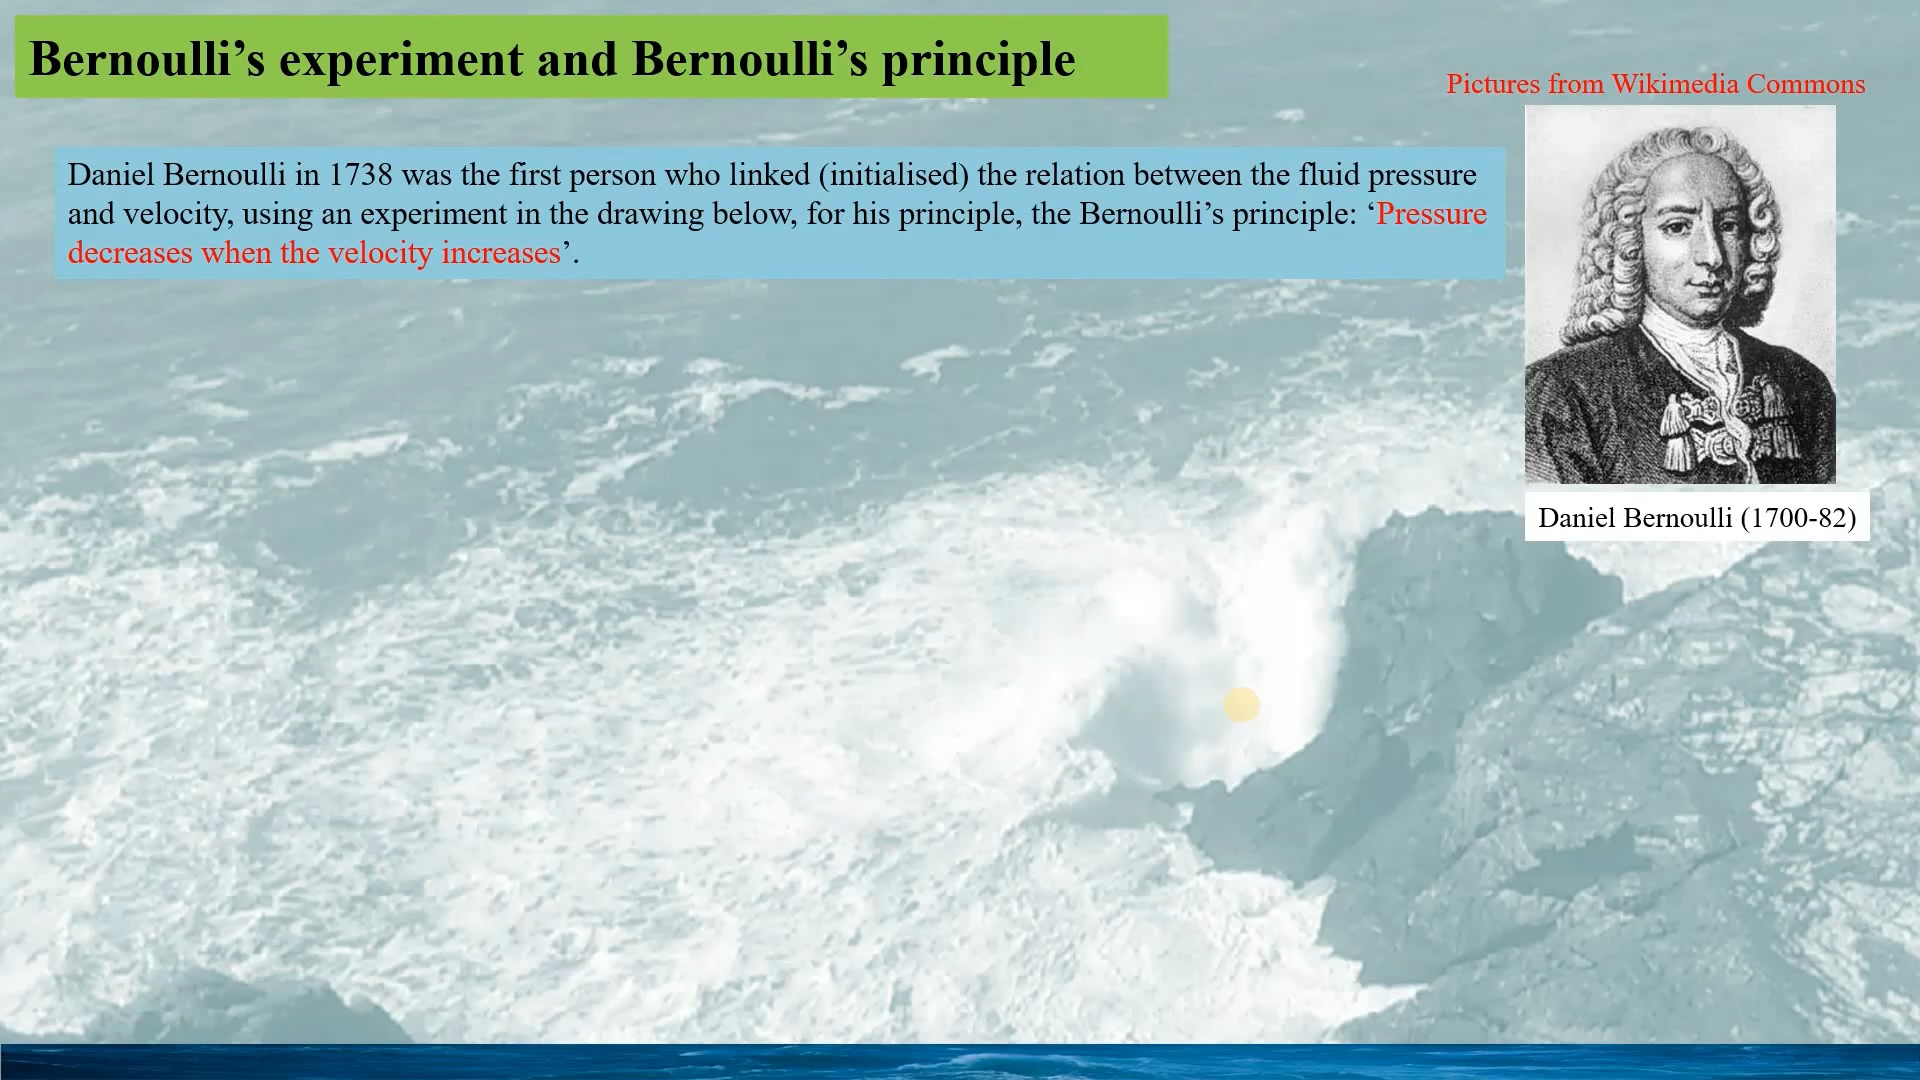 Bernoulli’s experiment and Bernoulli’s principle
Pictures from Wikimedia Commons
Daniel Bernoulli in 1738 was the first person who linked (initialised) the relation between the fluid pressure
and velocity, using an experiment in the drawing below, for his principle, the Bernoulli’s principle: ‘Pressure
decreases when the velocity increases’.
Daniel Bernoulli (1700-82)